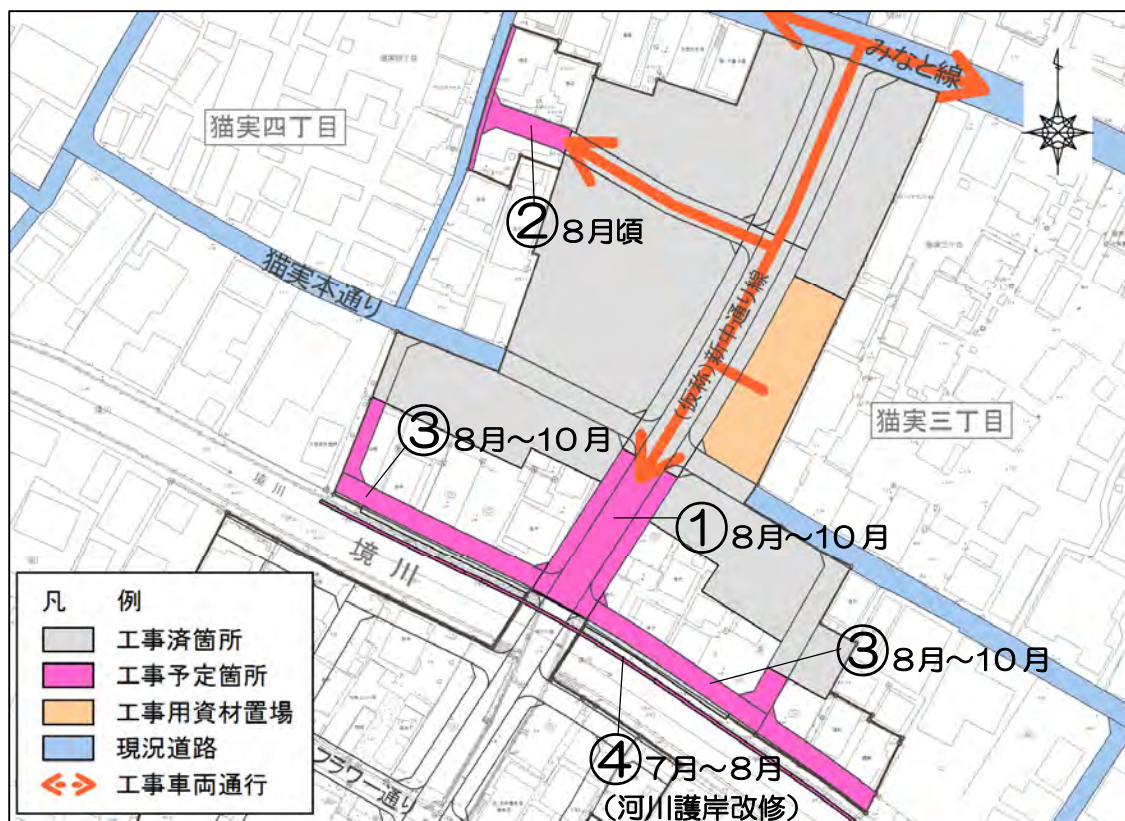 みなと線
猫実四丁目
②8月頃
猫実本通り
(仮称)新中通り線
猫実三丁目
③8月～10月
①8月～10月
境川
境川
境川
③8月～10月
④7月～8月
(河川護岸改修)
フラワー通り
凡 例
工事済箇所
工事予定箇所
工事用資材置場
現況道路
工事車両通行